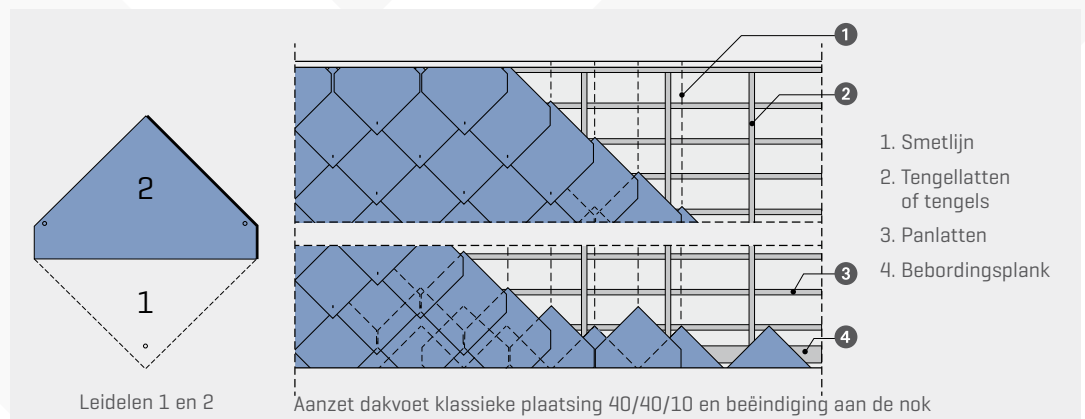 1
2
2
1
3
4
1. Smetlijn
2. Tengellatten
of tengels
3. Panlatten
4. Bebordingsplank
Leidelen 1 en 2
Aanzet dakvoet klassieke plaatsing 40/40/10 en beëindiging aan de nok